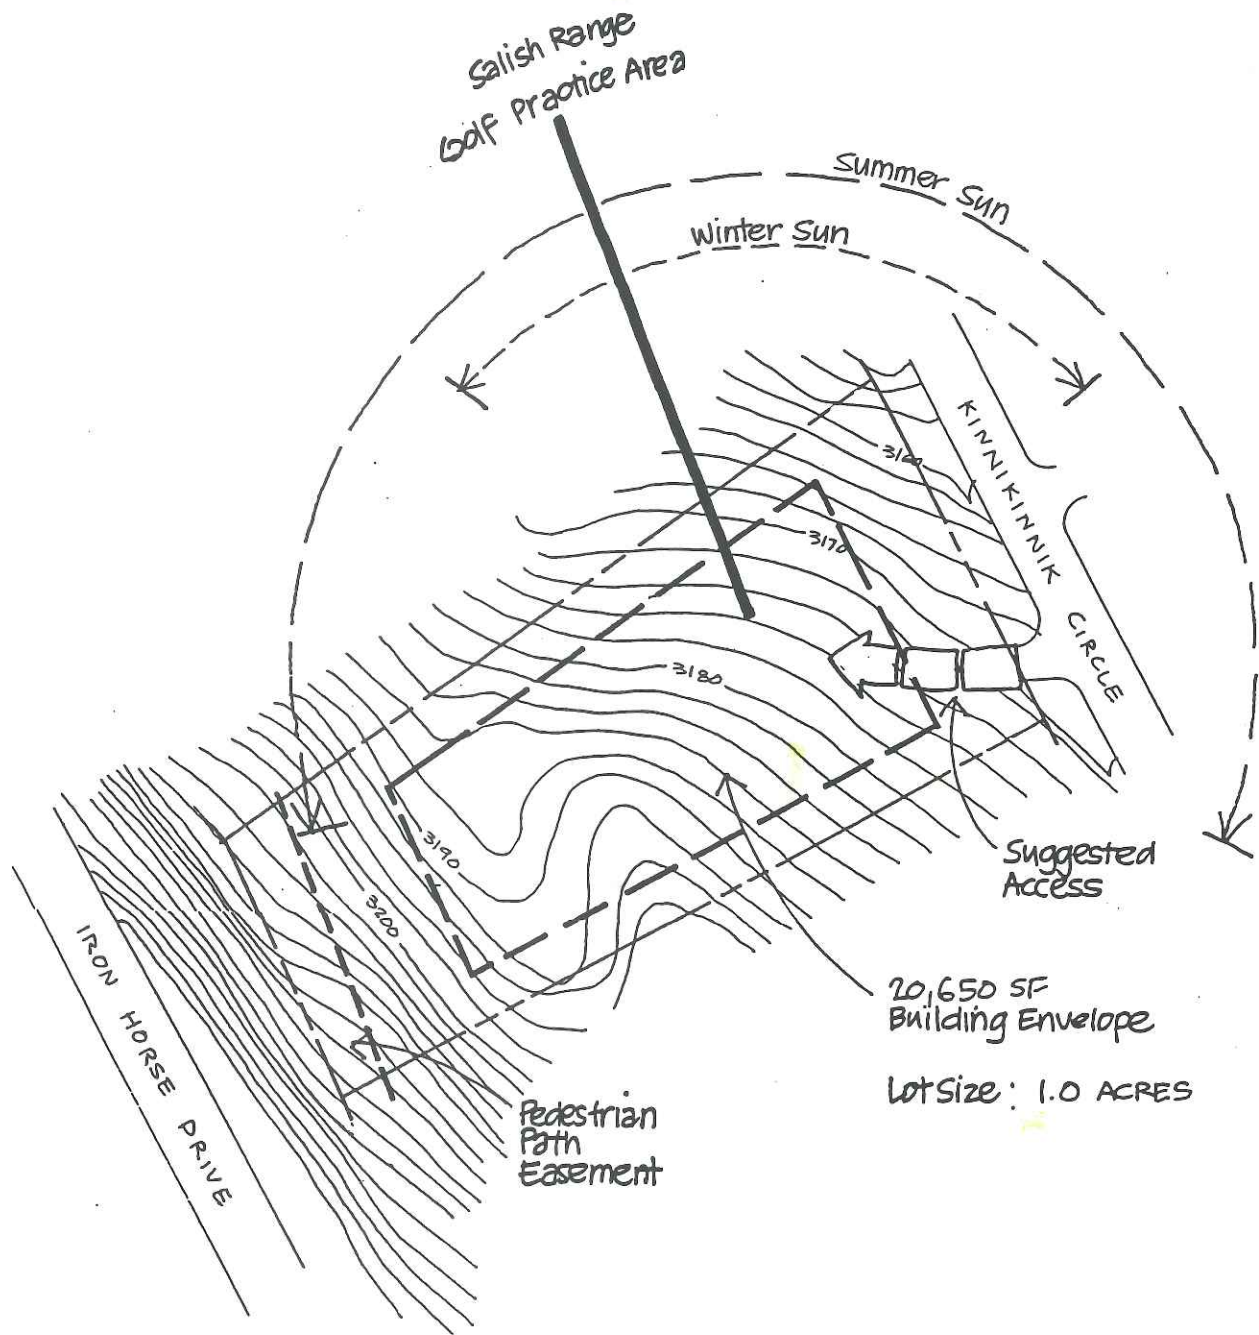 Salish Range
Golf Practice Area
Summer Sun
Winter Sun
KINNIKINNIK CIRCLE
3160
3170
3180
3190
3200
Suggested
Access
20,650 SF
Building Envelope
Lot Size: 1.0 ACRES
Pedestrian
Path
Easement
IRON HORSE DRIVE